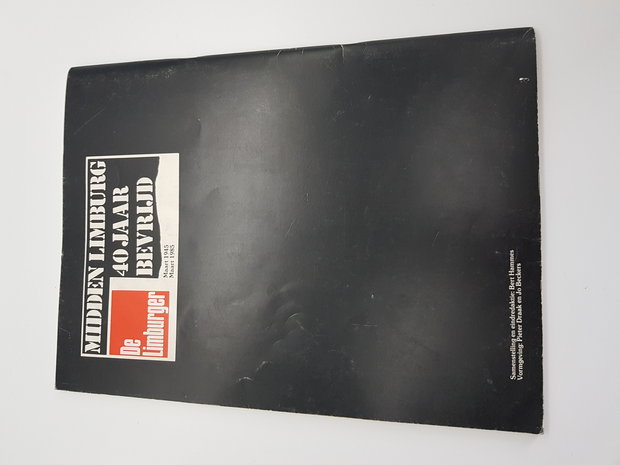 MIDDEN LIMBURG
40 JAAR
BEVRIJD
De
Limburger
Maart 1945
Maart 1985
Samenstelling en eindredaktie: Bert Hammes
Vormgeving: Pieter Draak en Jo Beckers